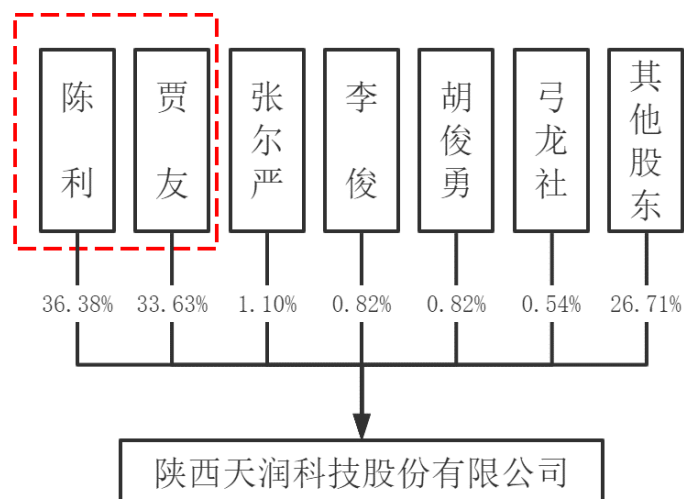 陈利
贾友
张尔严
李俊
胡俊勇
弓龙社
其他股东
36.38%
33.63%
1.10%
0.82%
0.82%
0.54%
26.71%
陕西天润科技股份有限公司